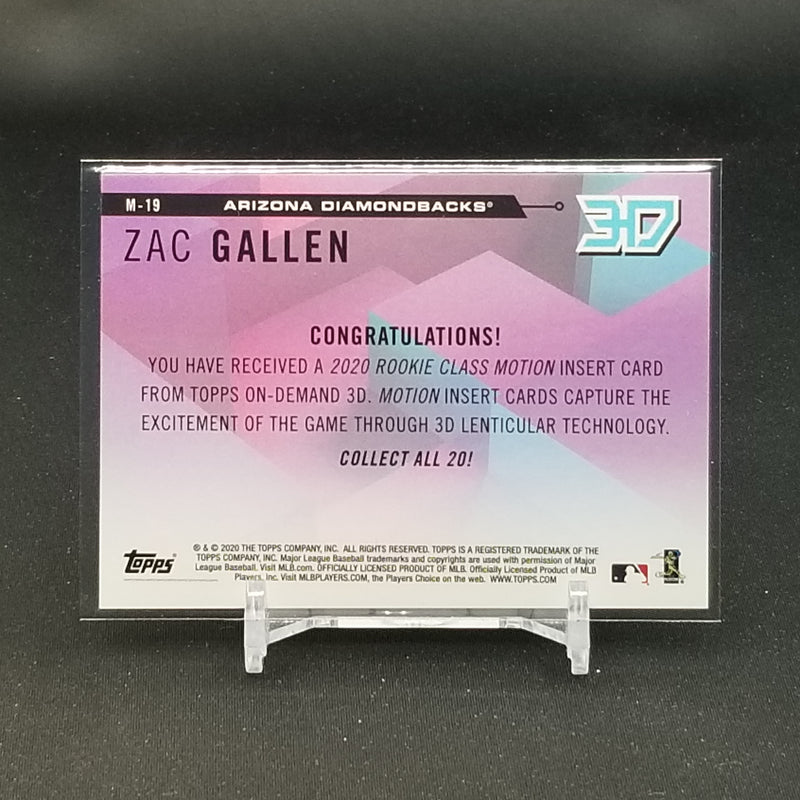 M-19 ARIZONA DIAMONDBACKS® 3D
ZAC GALLEN
CONGRATULATIONS!
YOU HAVE RECEIVED A 2020 ROOKIE CLASS MOTION INSERT CARD
FROM TOPPS ON-DEMAND 3D. MOTION INSERT CARDS CAPTURE THE
EXCITEMENT OF THE GAME THROUGH 3D LENTICULAR TECHNOLOGY.
COLLECT ALL 20!
® & © 2020 THE TOPPS COMPANY, INC. ALL RIGHTS RESERVED. TOPPS IS A REGISTERED TRADEMARK OF THE
TOPPS COMPANY, INC. Major League Baseball trademarks and copyrights are used with permission of Major
League Baseball. Visit MLB.com. OFFICIALLY LICENSED PRODUCT OF MLB. Officially Licensed Product of MLB
Players, Inc. Visit MLBPLAYERS.COM, the Players Choice on the web. WWW.TOPPS.COM
Topps®